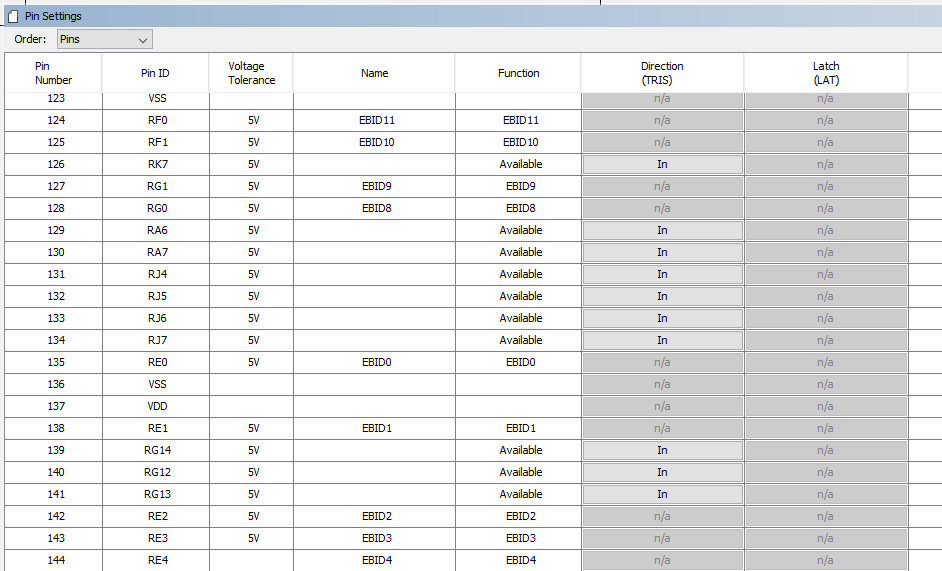 Pin Settings
Order: Pins
Pin Number Pin ID Voltage Tolerance Name Function Direction (TRIS) Latch (LAT)
123 VSS n/a n/a
124 RF0 5V EBID11 EBID11 n/a n/a
125 RF1 5V EBID10 EBID10 n/a n/a
126 RK7 5V Available In n/a
127 RG1 5V EBID9 EBID9 n/a n/a
128 RG0 5V EBID8 EBID8 n/a n/a
129 RA6 5V Available In n/a
130 RA7 5V Available In n/a
131 RJ4 5V Available In n/a
132 RJ5 5V Available In n/a
133 RJ6 5V Available In n/a
134 RJ7 5V Available In n/a
135 RE0 5V EBID0 EBID0 n/a n/a
136 VSS n/a n/a
137 VDD n/a n/a
138 RE1 5V EBID1 EBID1 n/a n/a
139 RG14 5V Available In n/a
140 RG12 5V Available In n/a
141 RG13 5V Available In n/a
142 RE2 5V EBID2 EBID2 n/a n/a
143 RE3 5V EBID3 EBID3 n/a n/a
144 RE4 EBID4 EBID4 n/a n/a